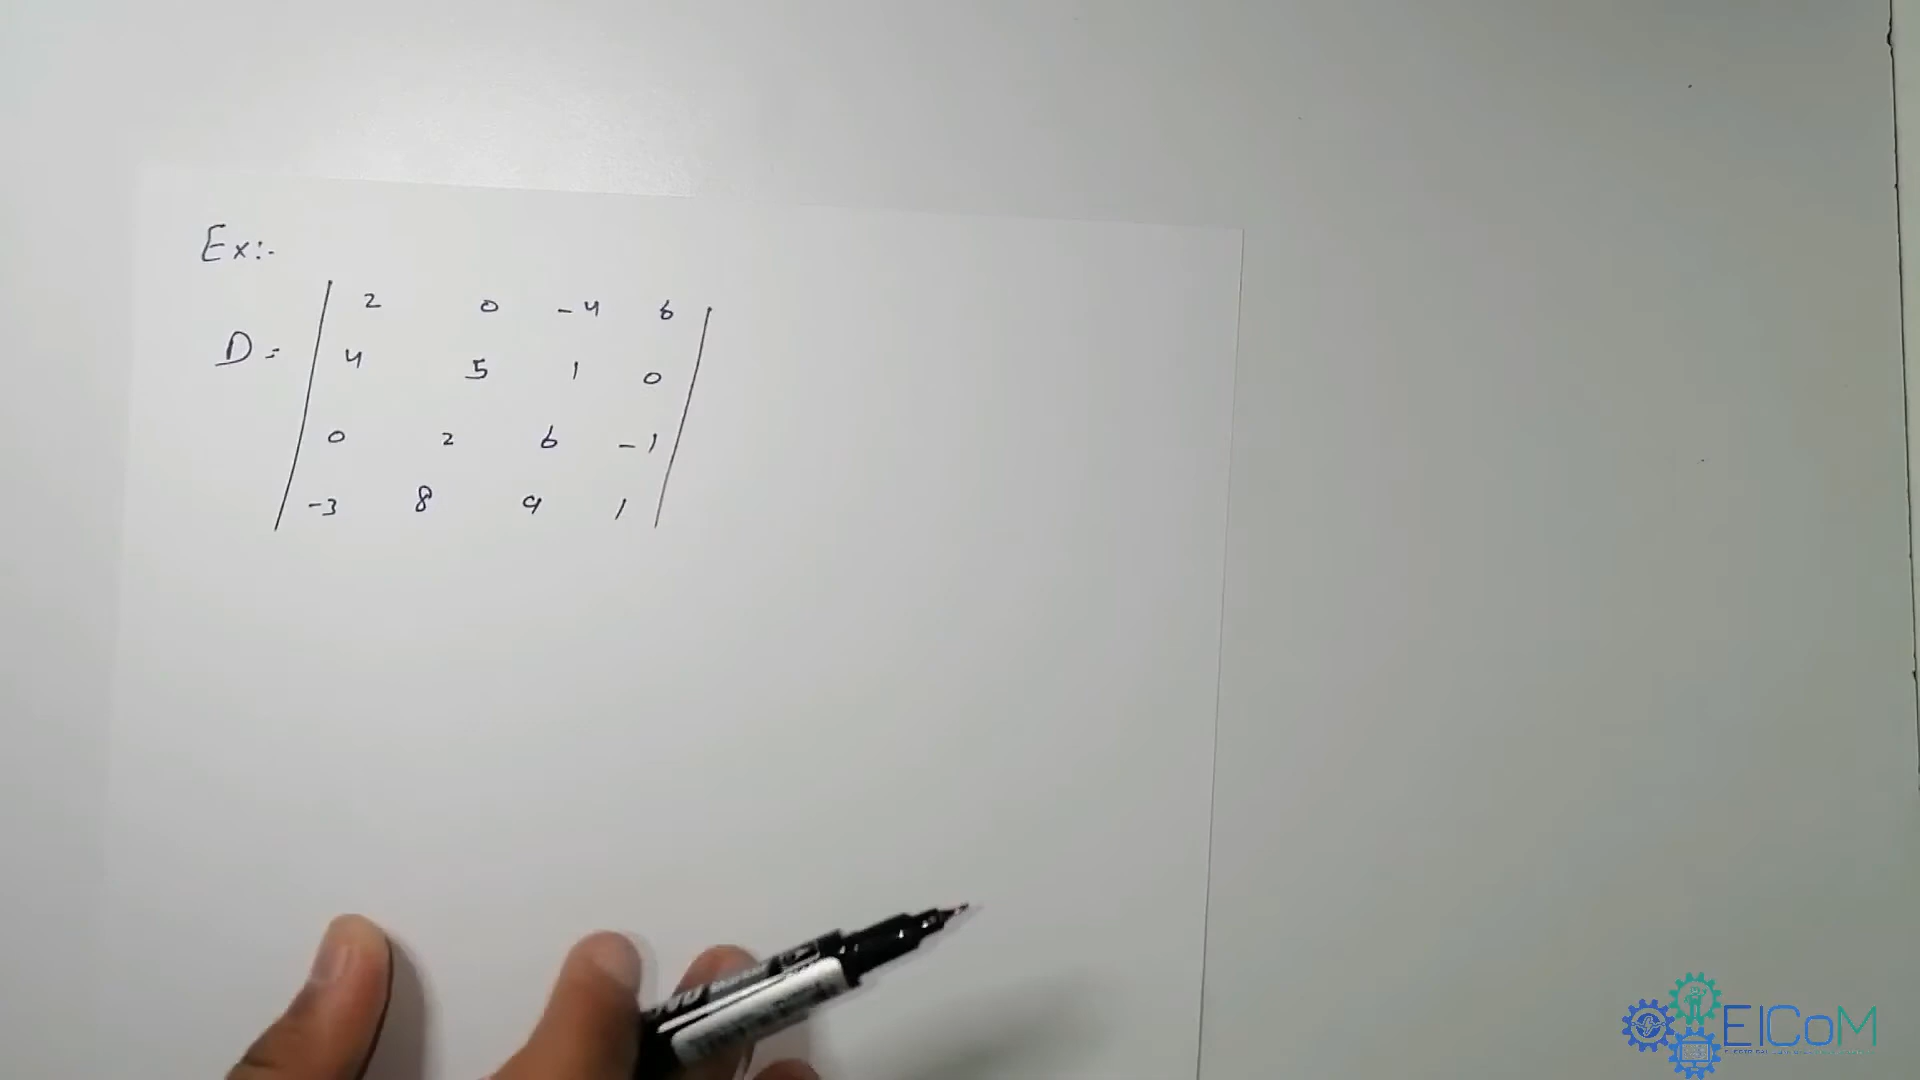 Ex:-
D = | 2 0 -4 6 |
| 4 5 1 0 |
| 0 2 6 -1 |
| -3 8 9 1 |
EICoM